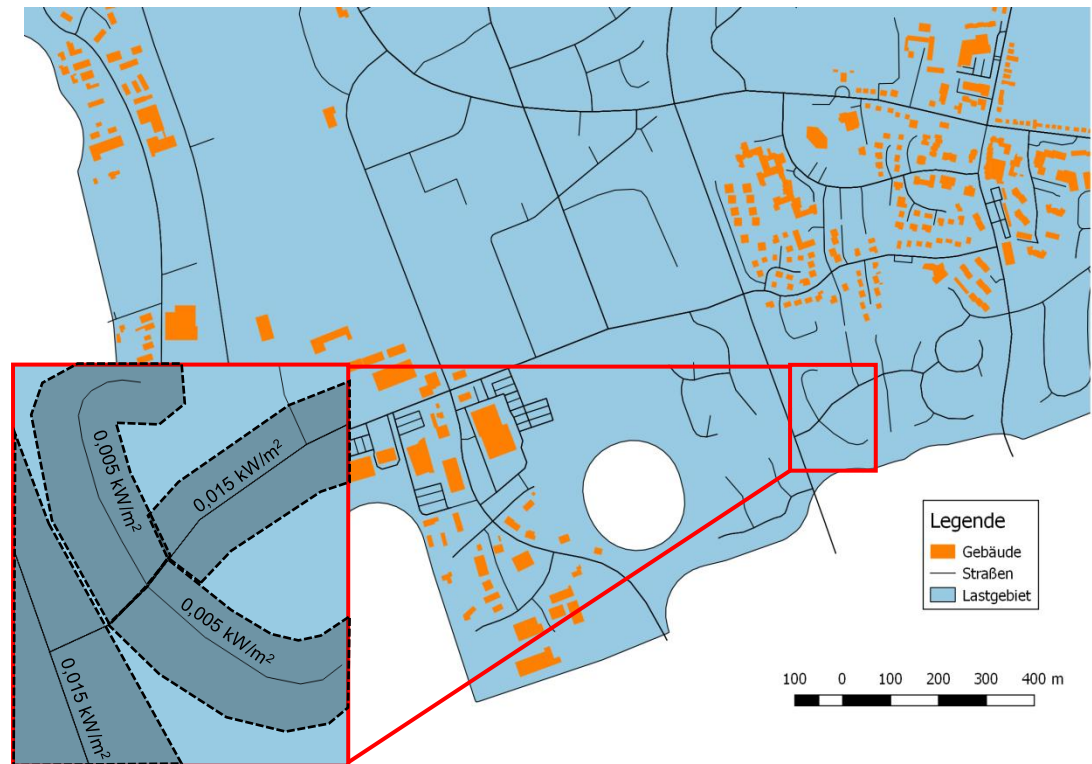 0,005 kW/m²
0,015 kW/m²
0,005 kW/m²
0,015 kW/m²
Legende
Gebäude
Straßen
Lastgebiet
100 0 100 200 300 400 m